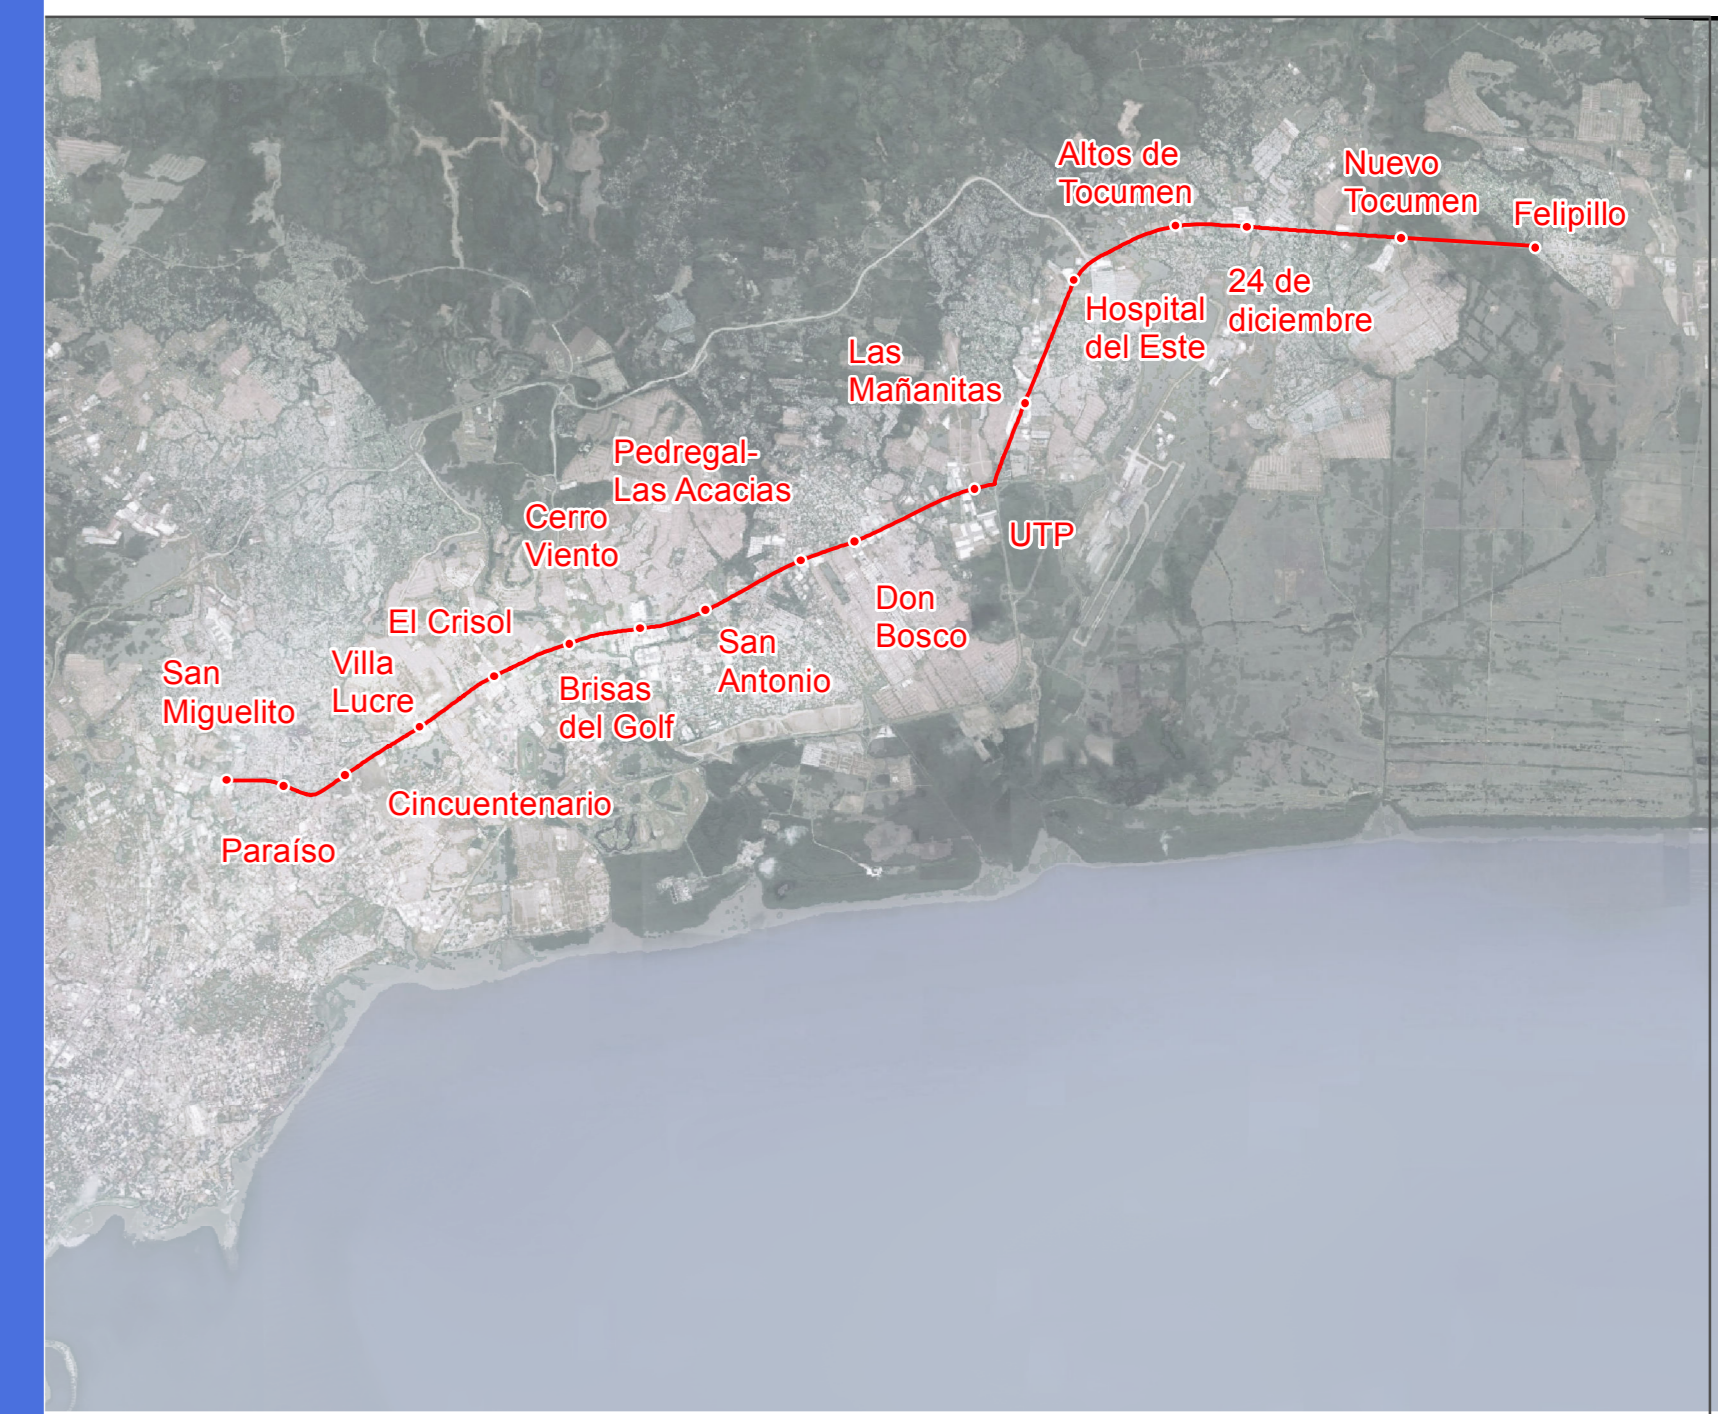 Altos de
Tocumen
Nuevo
Tocumen
Felipillo
24 de
diciembre
Hospital
del Este
Las
Mañanitas
Pedregal-
Las Acacias
Cerro
Viento
UTP
Don
Bosco
El Crisol
San
Antonio
Villa
Lucre
San
Miguelito
Brisas
del Golf
Cincuentenario
Paraíso